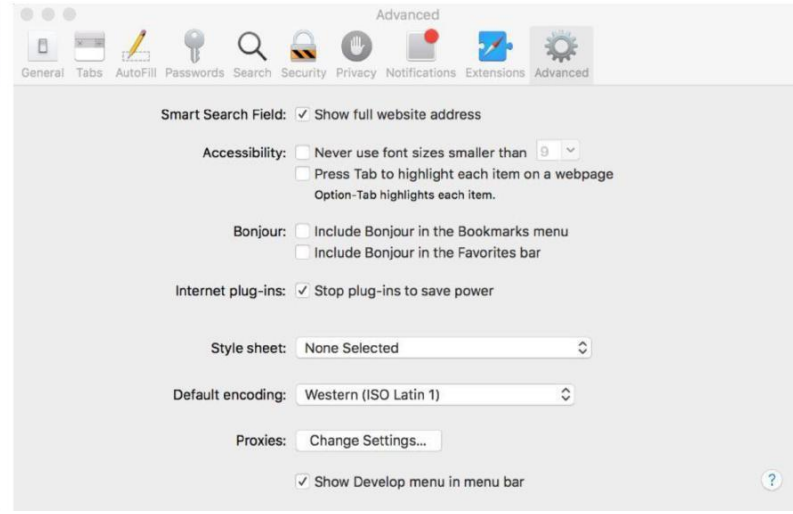 Advanced
General Tabs AutoFill Passwords Search Security Privacy Notifications Extensions Advanced
Smart Search Field: Show full website address
Accessibility: Never use font sizes smaller than 9
Press Tab to highlight each item on a webpage
Option-Tab highlights each item.
Bonjour: Include Bonjour in the Bookmarks menu
Include Bonjour in the Favorites bar
Internet plug-ins: Stop plug-ins to save power
Style sheet: None Selected
Default encoding: Western (ISO Latin 1)
Proxies: Change Settings...
Show Develop menu in menu bar
?